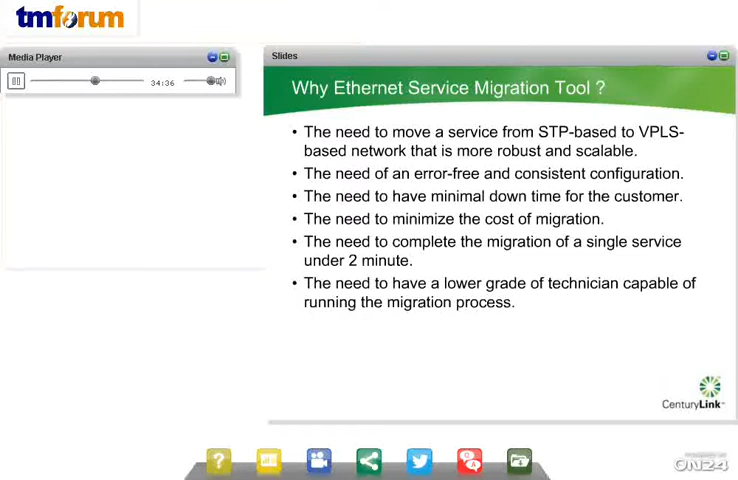 tmforum
Media Player
34:36
Slides
Why Ethernet Service Migration Tool ?
• The need to move a service from STP-based to VPLS-
based network that is more robust and scalable.
• The need of an error-free and consistent configuration.
• The need to have minimal down time for the customer.
• The need to minimize the cost of migration.
• The need to complete the migration of a single service
under 2 minute.
• The need to have a lower grade of technician capable of
running the migration process.
CenturyLink™
?
Q
A
POWERED BY
ON24